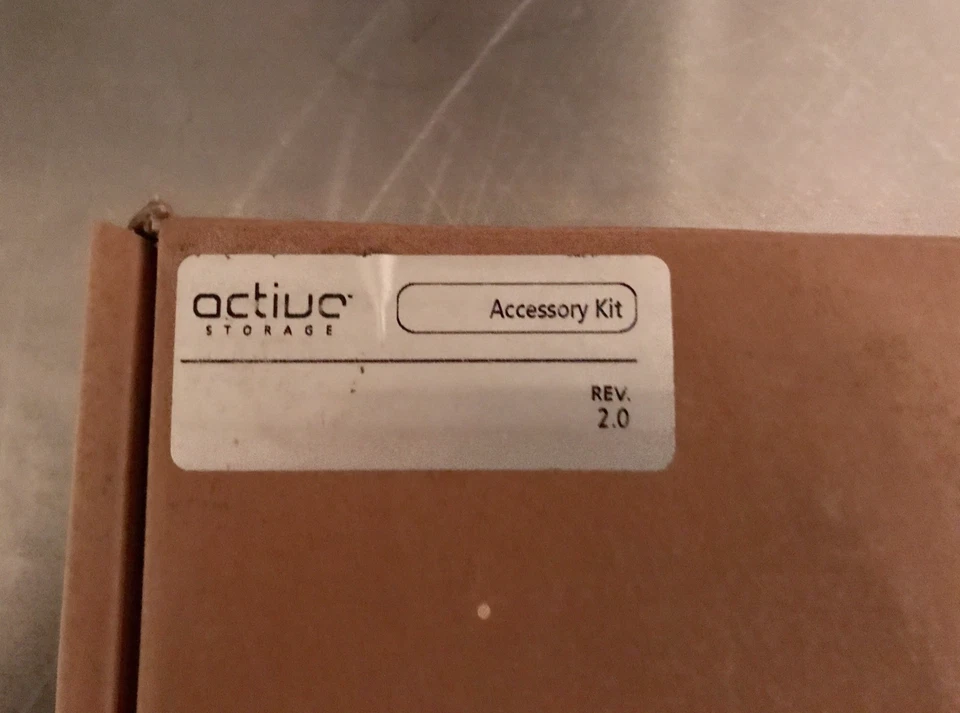 active
STORAGE
Accessory Kit
REV.
2.0